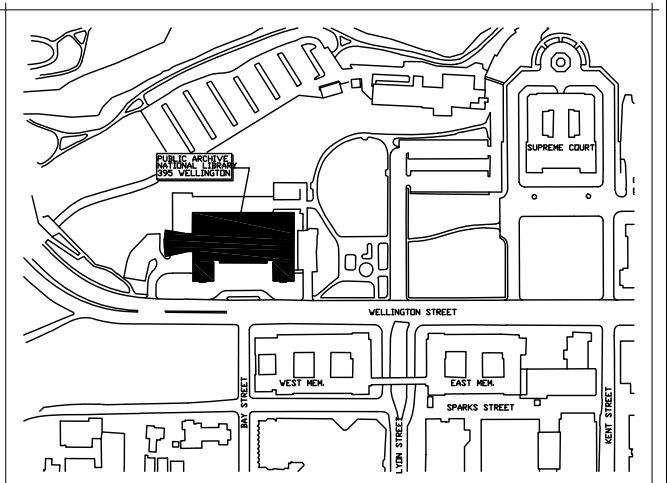 PUBLIC ARCHIVE
NATIONAL LIBRARY
395 WELLINGTON
SUPREME COURT
WELLINGTON STREET
WEST MEM.
EAST MEM.
BAY STREET
SPARKS STREET
LYON STREET
KENT STREET